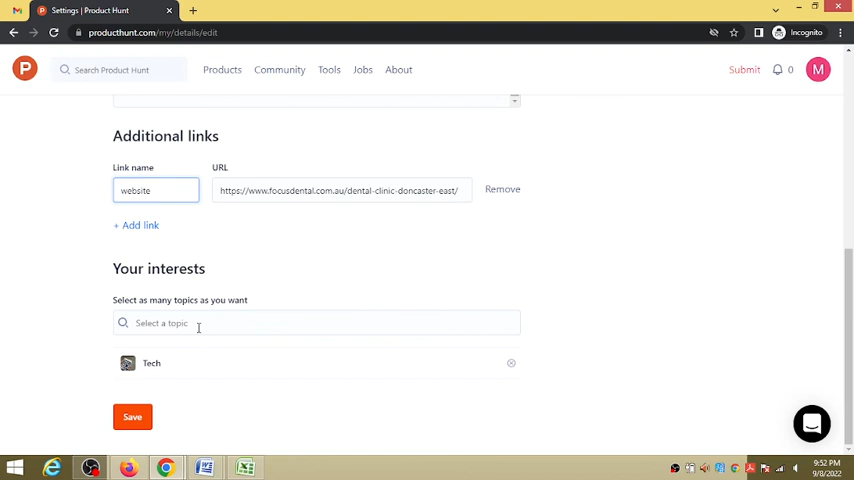 Settings | Product Hunt
producthunt.com/my/details/edit
Incognito
P
Search Product Hunt
Products
Community
Tools
Jobs
About
Submit
0
M
Additional links
Link name
URL
website
https://www.focusdental.com.au/dental-clinic-doncaster-east/
Remove
+ Add link
Your interests
Select as many topics as you want
Select a topic
Tech
Save
9:52 PM
9/8/2022